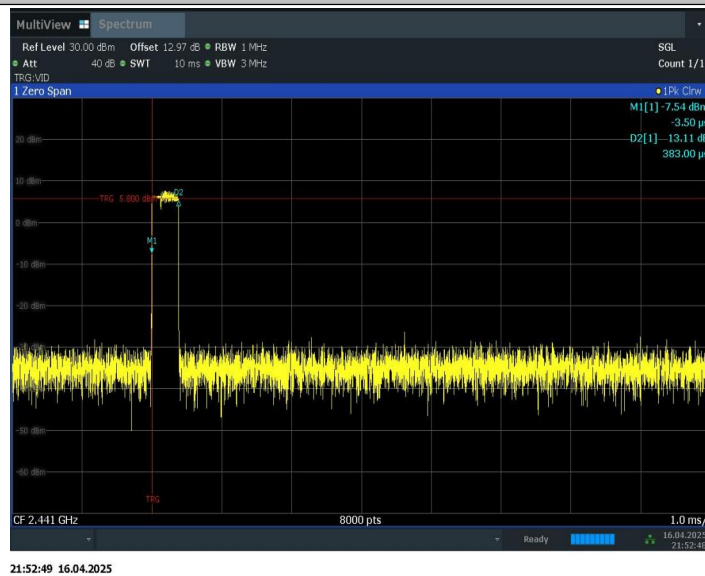 MultiView Spectrum
Ref Level 30.00 dBm Offset 12.97 dB RBW 1 MHz SGL
Att 40 dB SWT 10 ms VBW 3 MHz Count 1/1
TRG:VID
1 Zero Span 1Pk Clrw
M1[1] -7.54 dBm
-3.50 µ
20 dBm D2[1] 13.11 d
383.00 µ
10 dBm
TRG 5.800 dBm D2
0 dBm
M1
-10 dBm
-20 dBm
-50 dBm
-60 dBm
TRG
CF 2.441 GHz 8000 pts 1.0 ms/
Ready 16.04.2025
21:52:48
21:52:49 16.04.2025